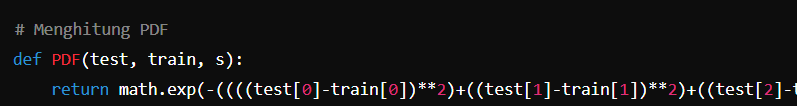 # Menghitung PDF
def PDF(test, train, s):
return math.exp(-((((test[0]-train[0])**2)+((test[1]-train[1])**2)+((test[2]-t